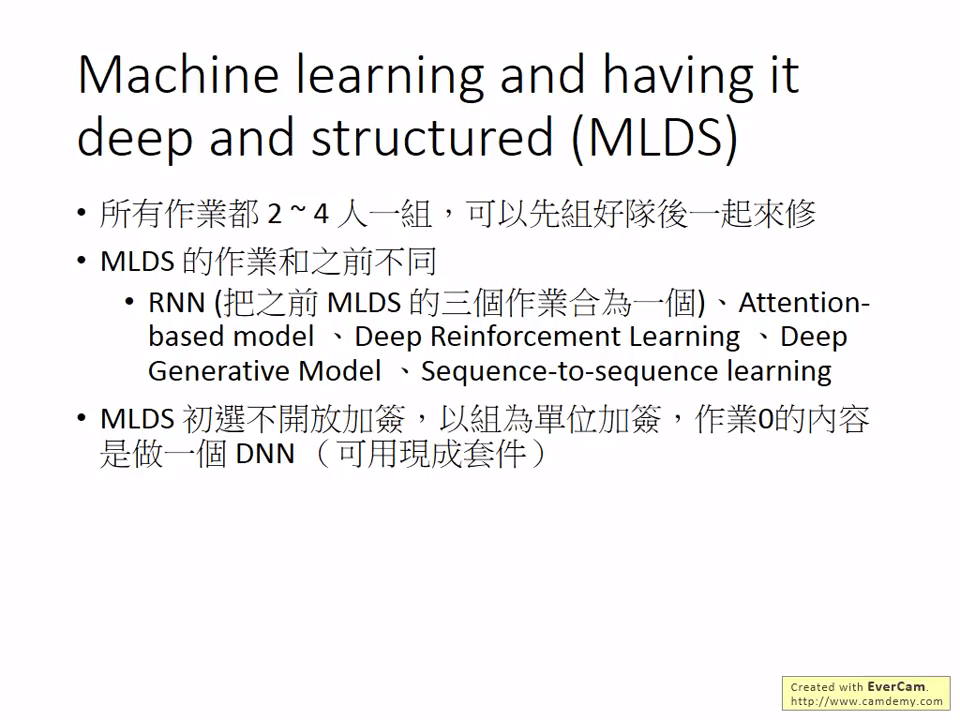 Machine learning and having it
deep and structured (MLDS)
• 所有作業都 2 ~ 4 人一組，可以先組好隊後一起來修
• MLDS 的作業和之前不同
• RNN (把之前 MLDS 的三個作業合為一個)、Attention-
based model 、Deep Reinforcement Learning 、Deep
Generative Model 、Sequence-to-sequence learning
• MLDS 初選不開放加簽，以組為單位加簽，作業0的內容
是做一個 DNN （可用現成套件）
Created with EverCam.
http://www.camdemy.com